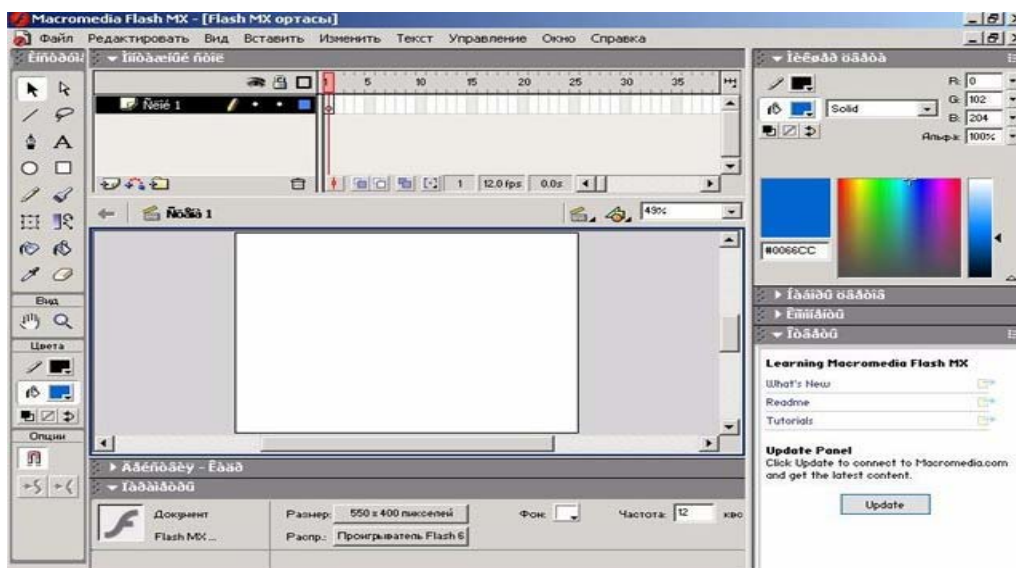 Macromedia Flash MX - [Flash MX ортасы]
Файл Редактировать Вид Вставить Изменить Текст Управление Окно Справка
1 5 10 15 20 25 30 35
Ñëîé 1
1 12.0 fps 0.0s
1
49%
Вид
Цвета
Опции
Документ
Flash MX ...
Размер: 550 x 400 пикселей
Фон:
Частота: 12
Распр.: Проигрыватель Flash 6
R: 0
Solid
G: 102
B: 204
Альфа: 100%
#0066CC
Learning Macromedia Flash MX
What's New
Readme
Tutorials
Update Panel
Click Update to connect to Macromedia.com
and get the latest content.
Update